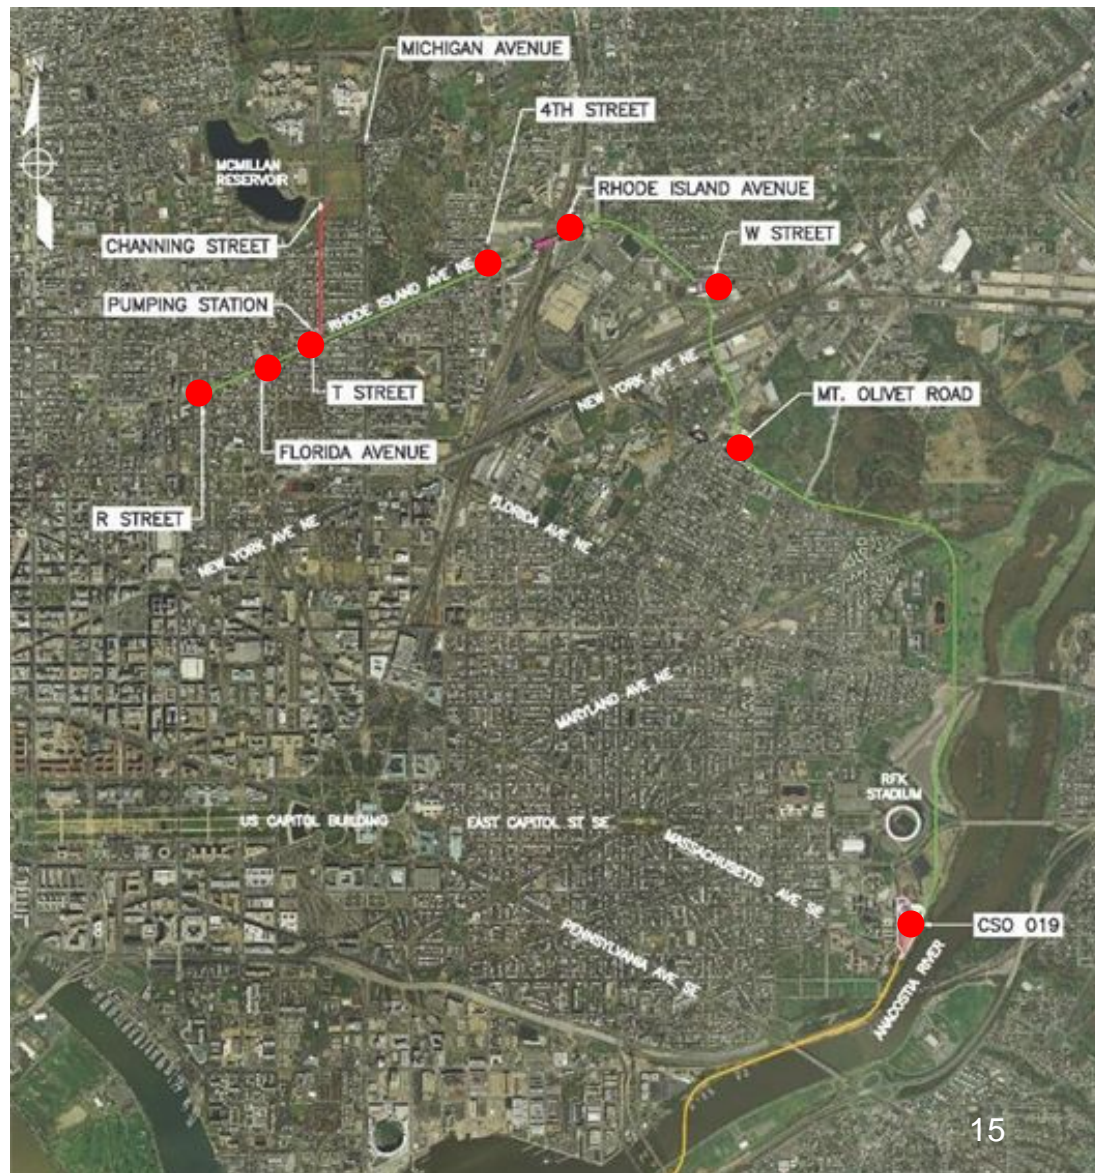 MICHIGAN AVENUE
4TH STREET
MCMILLAN
RESERVOIR
RHODE ISLAND AVENUE
W STREET
CHANNING STREET
PUMPING STATION
RHODE ISLAND AVE NE
T STREET
NEW YORK AVE NE
MT. OLIVET ROAD
FLORIDA AVENUE
R STREET
FLORIDA AVE NE
NEW YORK AVE NE
MARYLAND AVE NE
RFK
STADIUM
US CAPITOL BUILDING
EAST CAPITOL ST SE
MASSACHUSETTS AVE SE
PENNSYLVANIA AVE SE
CSO 019
ANACOSTIA RIVER
15